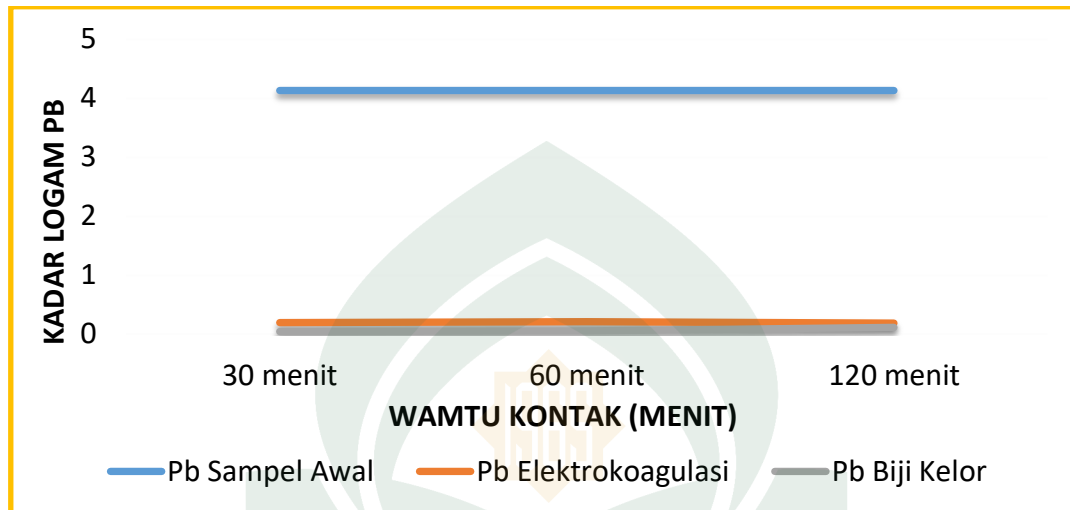 KADAR LOGAM PB
5
4
3
2
1
0
30 menit 60 menit 120 menit
WAMTU KONTAK (MENIT)
Pb Sampel Awal Pb Elektrokoagulasi Pb Biji Kelor